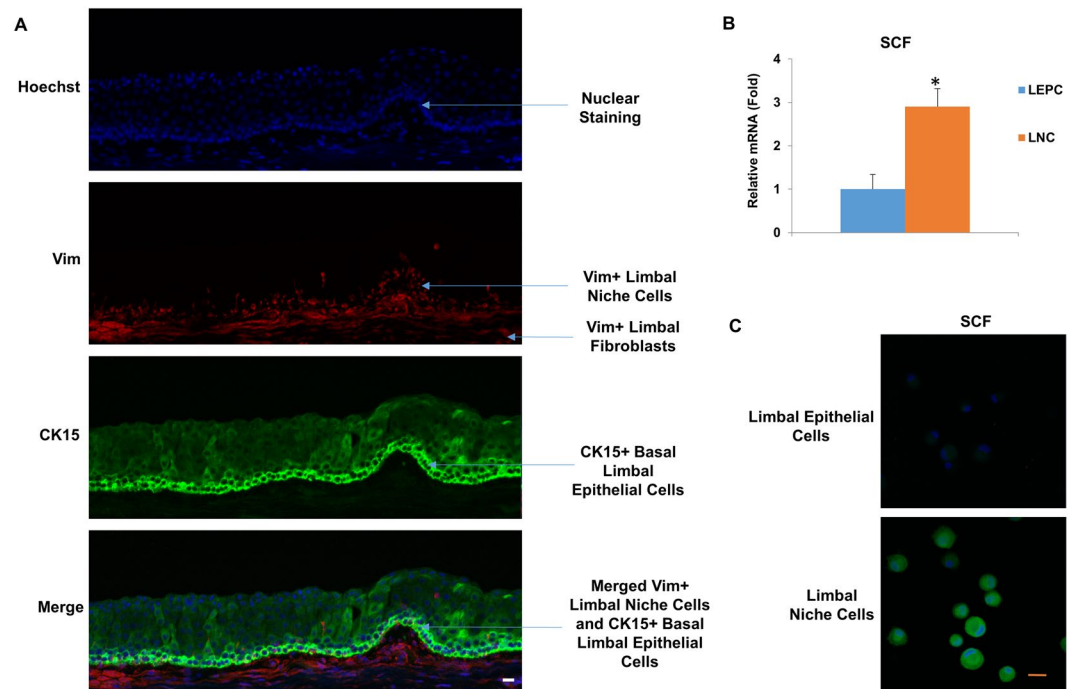 A
Hoechst
Nuclear
Staining
Vim
Vim+ Limbal
Niche Cells
Vim+ Limbal
Fibroblasts
CK15
CK15+ Basal
Limbal
Epithelial Cells
Merge
Merged Vim+
Limbal Niche Cells
and CK15+ Basal
Limbal Epithelial
Cells
B
SCF
Relative mRNA (Fold)
4
3
2
1
0
*
LEPC
LNC
C
SCF
Limbal Epithelial
Cells
Limbal
Niche Cells